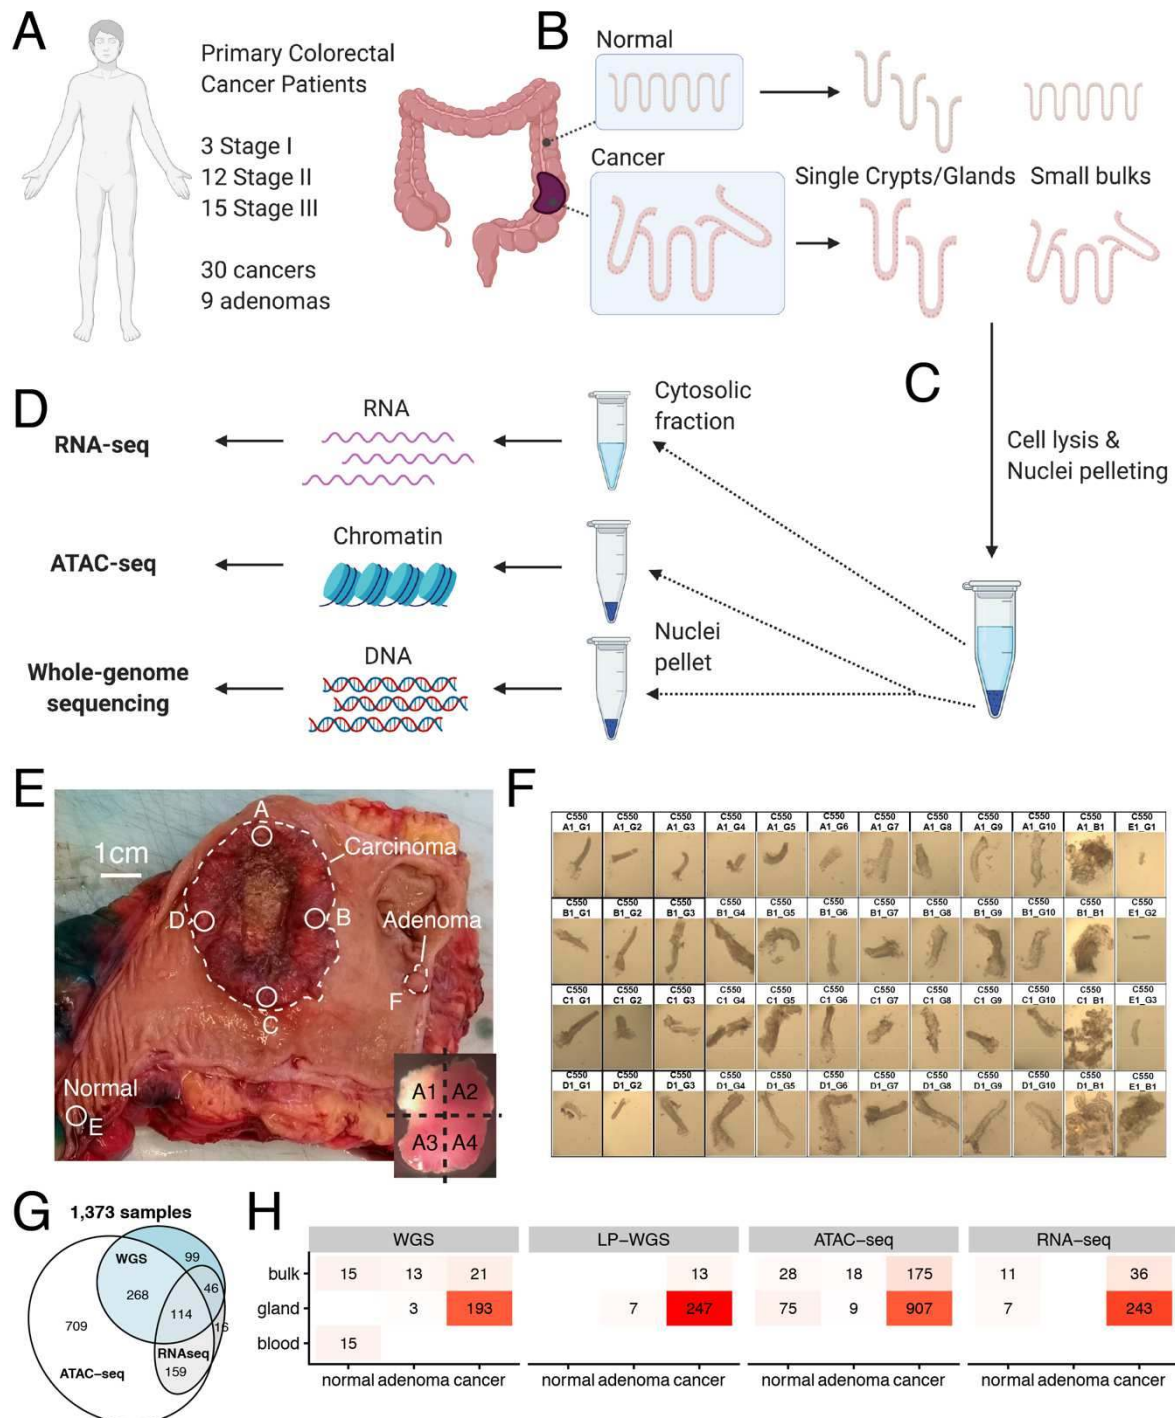 A
Primary Colorectal
Cancer Patients
3 Stage I
12 Stage II
15 Stage III
30 cancers
9 adenomas
B
Normal
Cancer
Single Crypts/Glands
Small bulks
C
Cell lysis &
Nuclei pelleting
D
Cytosolic
fraction
RNA
RNA-seq
Chromatin
ATAC-seq
Nuclei
pellet
DNA
Whole-genome
sequencing
E
1cm
A
Carcinoma
D
B
Adenoma
F
C
Normal
E
A1 A2
A3 A4
F
C550 C550 C550 C550 C550 C550 C550 C550 C550 C550 C550 C550
A1_G1 A1_G2 A1_G3 A1_G4 A1_G5 A1_G6 A1_G7 A1_G8 A1_G9 A1_G10 A1_B1 E1_G1
C550 C550 C550 C550 C550 C550 C550 C550 C550 C550 C550 C550
B1_G1 B1_G2 B1_G3 B1_G4 B1_G5 B1_G6 B1_G7 B1_G8 B1_G9 B1_G10 B1_B1 E1_G2
C550 C550 C550 C550 C550 C550 C550 C550 C550 C550 C550 C550
C1_G1 C1_G2 C1_G3 C1_G4 C1_G5 C1_G6 C1_G7 C1_G8 C1_G9 C1_G10 C1_B1 E1_G3
C550 C550 C550 C550 C550 C550 C550 C550 C550 C550 C550 C550
D1_G1 D1_G2 D1_G3 D1_G4 D1_G5 D1_G6 D1_G7 D1_G8 D1_G9 D1_G10 D1_B1 E1_B1
G
1,373 samples
WGS
99
268
46
114
709
16
RNAseq
159
ATAC-seq
H
WGS LP-WGS ATAC-seq RNA-seq
bulk 15 13 21 13 28 18 175 11 36
gland 3 193 7 247 75 9 907 7 243
blood 15
normal adenoma cancer normal adenoma cancer normal adenoma cancer normal adenoma cancer